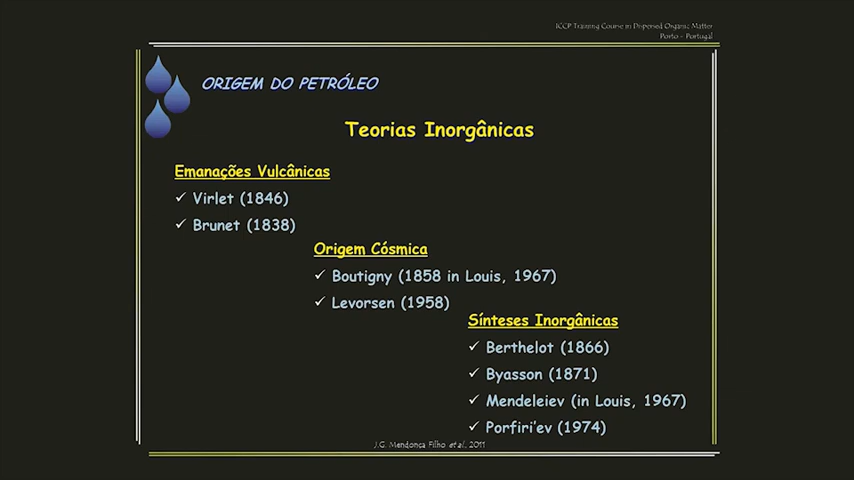 ICCP Training Course in Dispersed Organic Matter
Porto - Portugal
ORIGEM DO PETRÓLEO
Teorias Inorgânicas
Emanações Vulcânicas
✓ Virlet (1846)
✓ Brunet (1838)
Origem Cósmica
✓ Boutigny (1858 in Louis, 1967)
✓ Levorsen (1958)
Sínteses Inorgânicas
✓ Berthelot (1866)
✓ Byasson (1871)
✓ Mendeleiev (in Louis, 1967)
✓ Porfiri'ev (1974)
J.G. Mendonça Filho et al., 2011